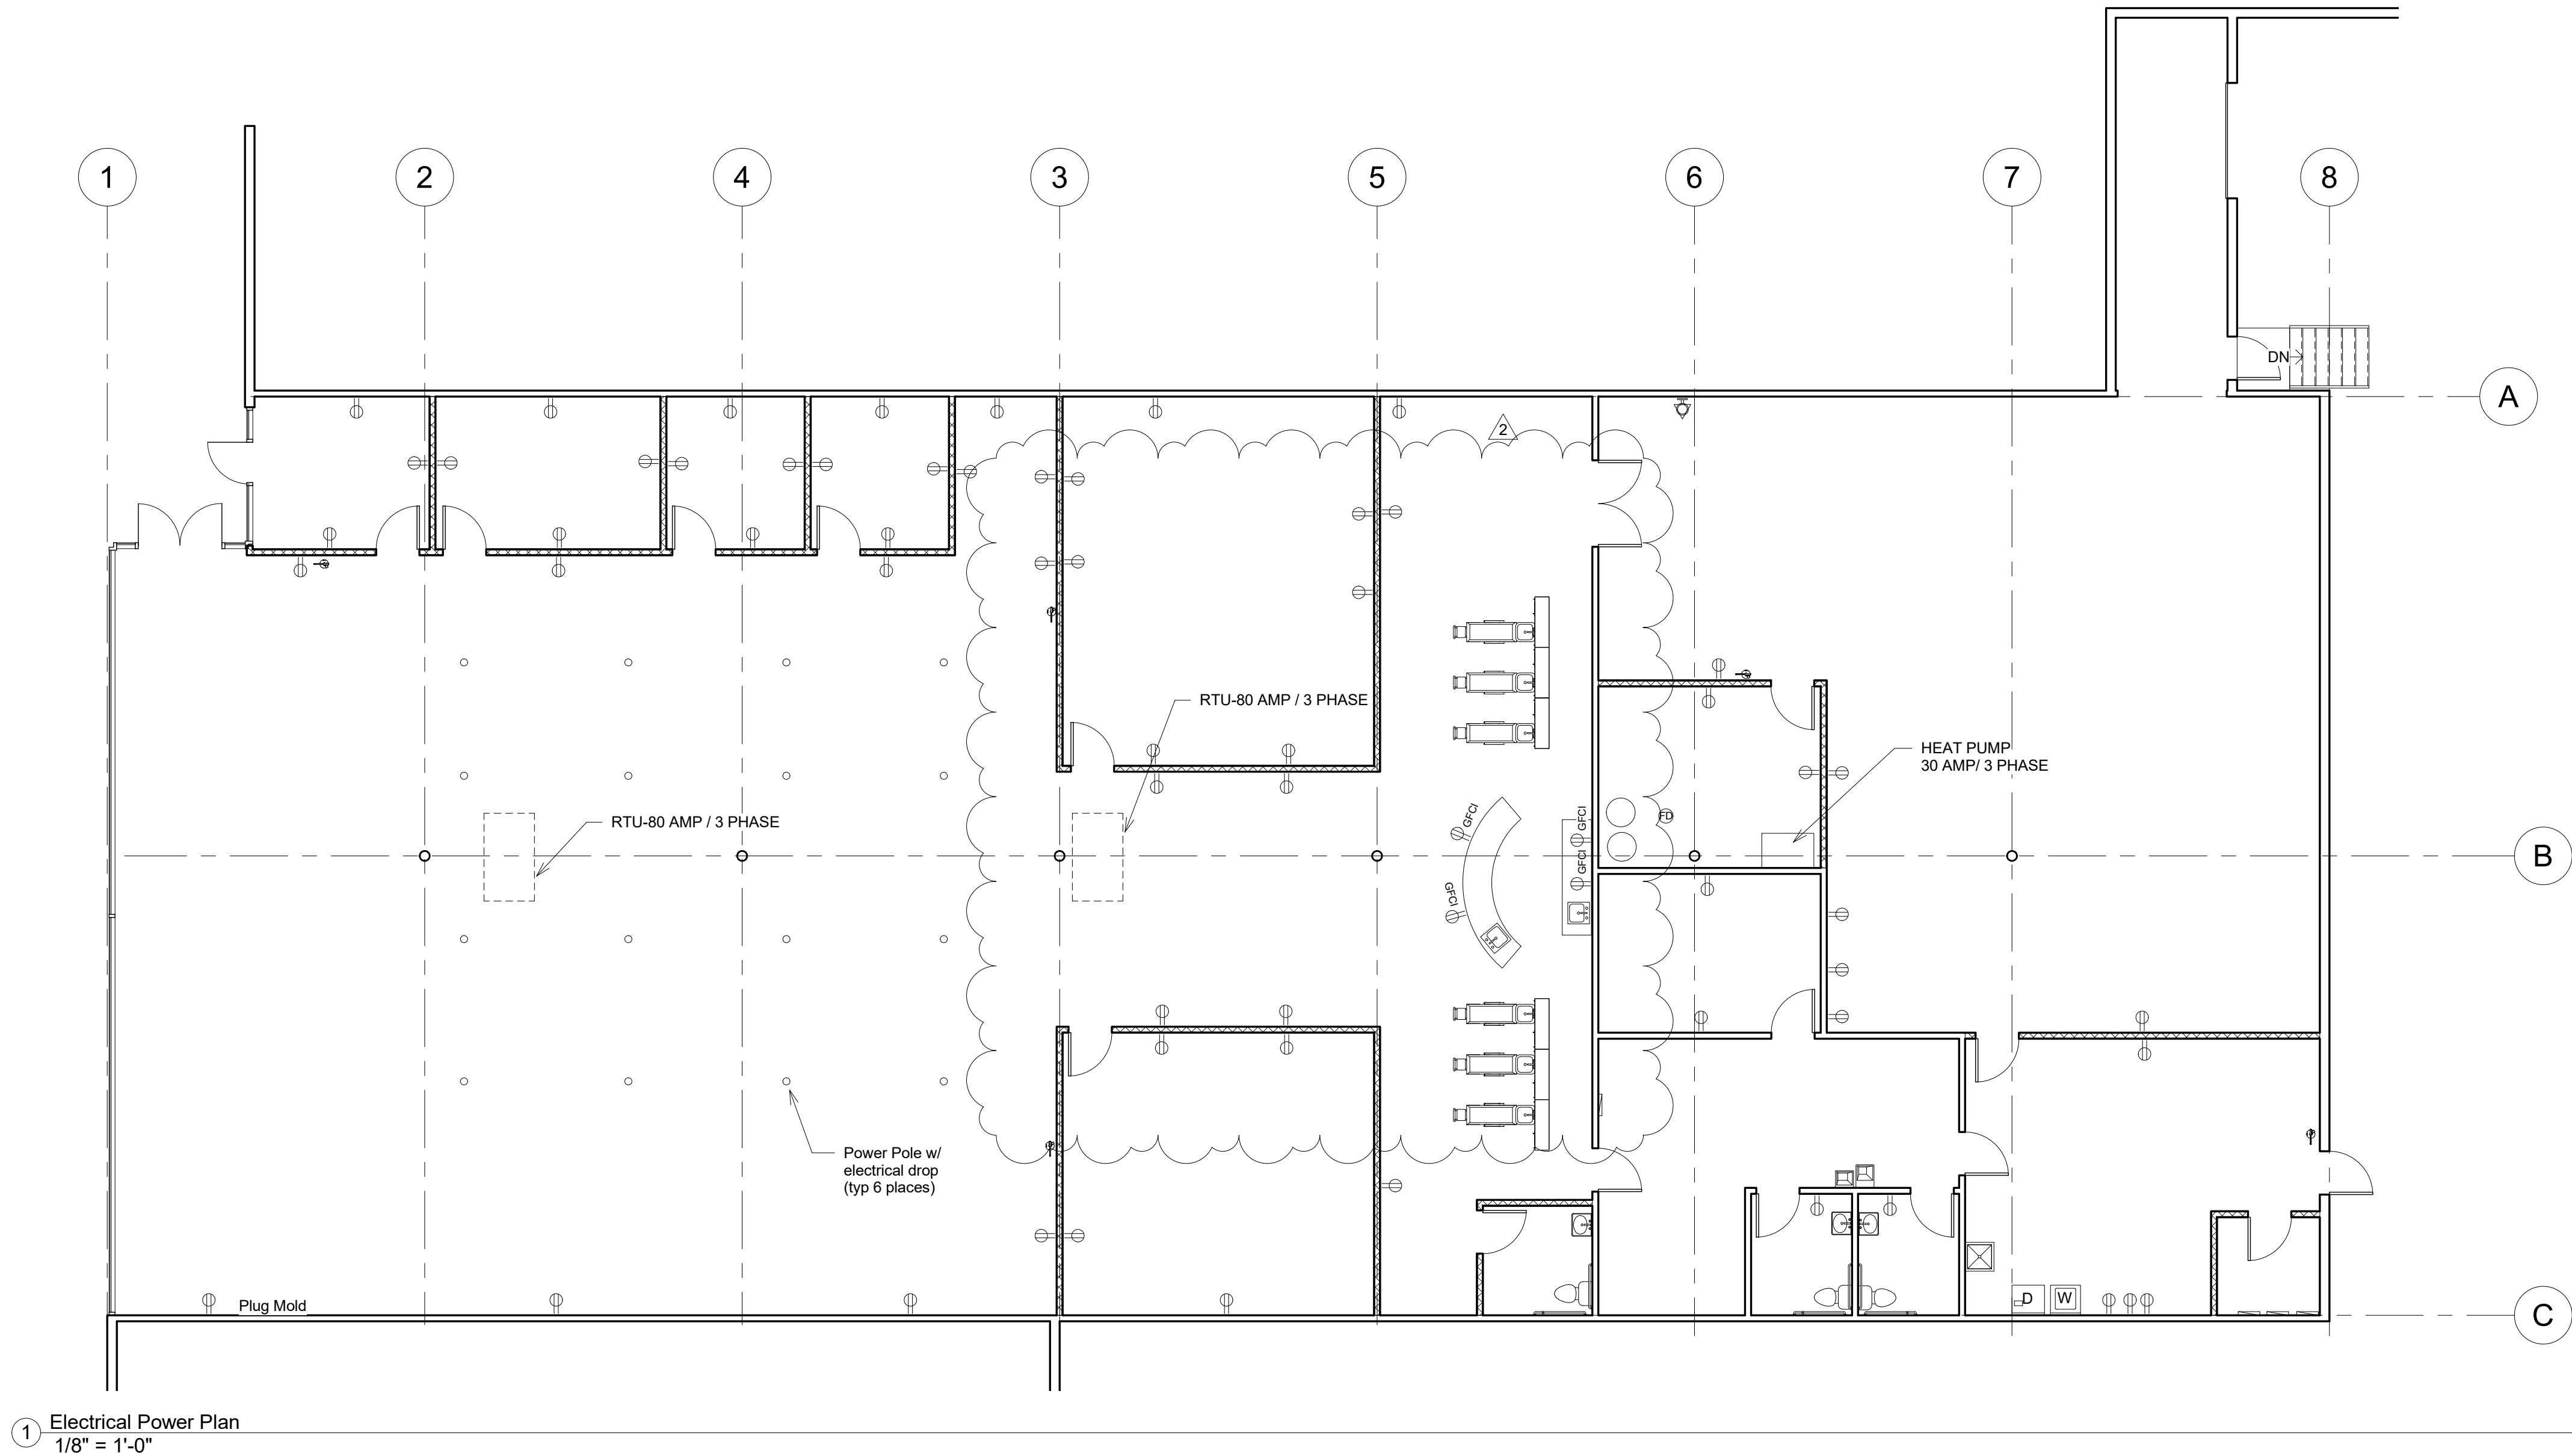 1
2
4
3
5
6
7
8
DN
A
2
RTU-80 AMP / 3 PHASE
HEAT PUMP
30 AMP/ 3 PHASE
GFCI
GFCI
FD
RTU-80 AMP / 3 PHASE
B
GFCI
GFCI
Power Pole w/
electrical drop
(typ 6 places)
D
W
Plug Mold
C
1
Electrical Power Plan
1/8" = 1'-0"